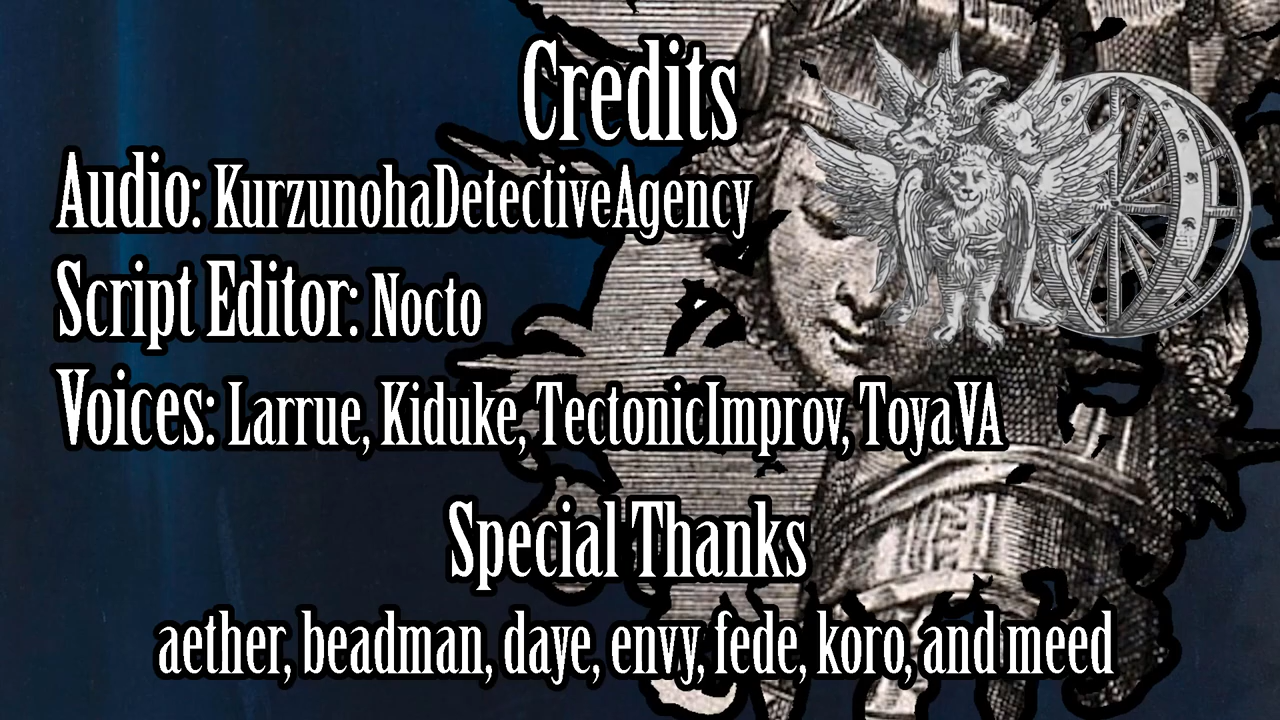 Credits
Audio: KurzunohaDetectiveAgency
Script Editor: Nocto
Voices: Larrue, Kiduke, TectonicImprov, ToyaVA
Special Thanks
aether, beadman, daye, envy, fede, koro, and meed